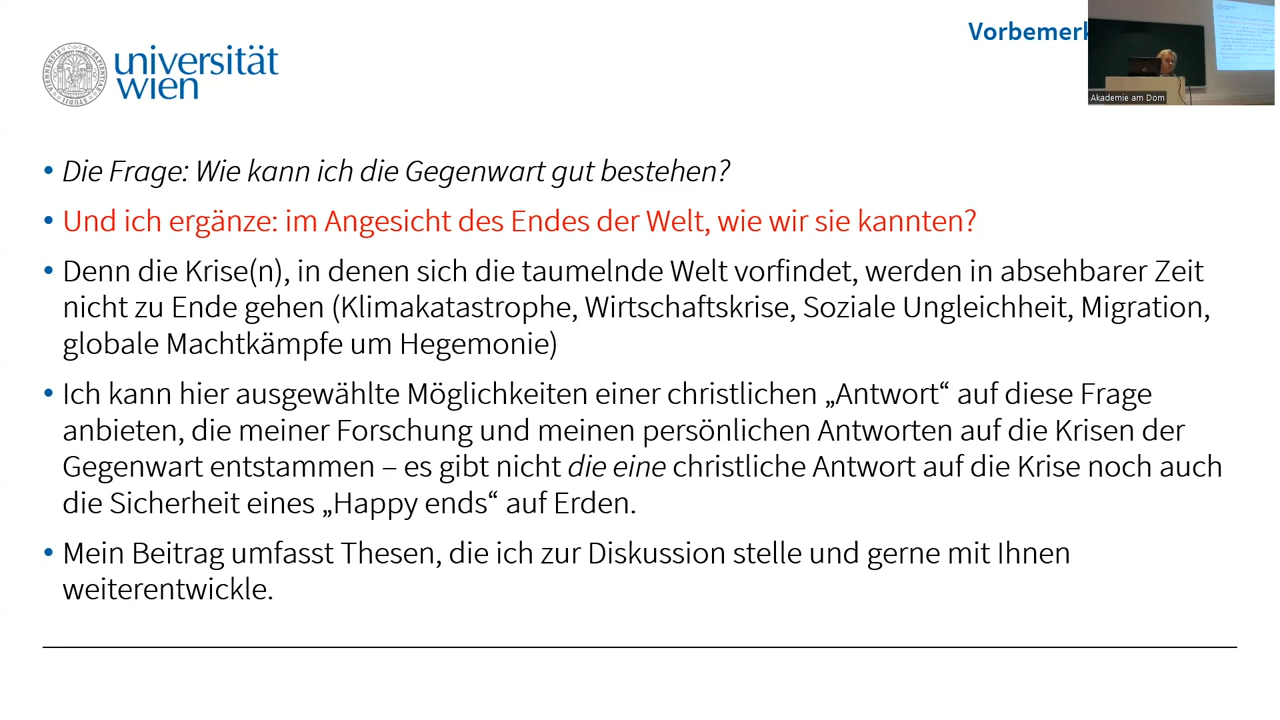 universität
wien
Akademie am Dom
• Die Frage: Wie kann ich die Gegenwart gut bestehen?
• Und ich ergänze: im Angesicht des Endes der Welt, wie wir sie kannten?
• Denn die Krise(n), in denen sich die taumelnde Welt vorfindet, werden in absehbarer Zeit
nicht zu Ende gehen (Klimakatastrophe, Wirtschaftskrise, Soziale Ungleichheit, Migration,
globale Machtkämpfe um Hegemonie)
• Ich kann hier ausgewählte Möglichkeiten einer christlichen „Antwort“ auf diese Frage
anbieten, die meiner Forschung und meinen persönlichen Antworten auf die Krisen der
Gegenwart entstammen – es gibt nicht die eine christliche Antwort auf die Krise noch auch
die Sicherheit eines „Happy ends“ auf Erden.
• Mein Beitrag umfasst Thesen, die ich zur Diskussion stelle und gerne mit Ihnen
weiterentwickle.